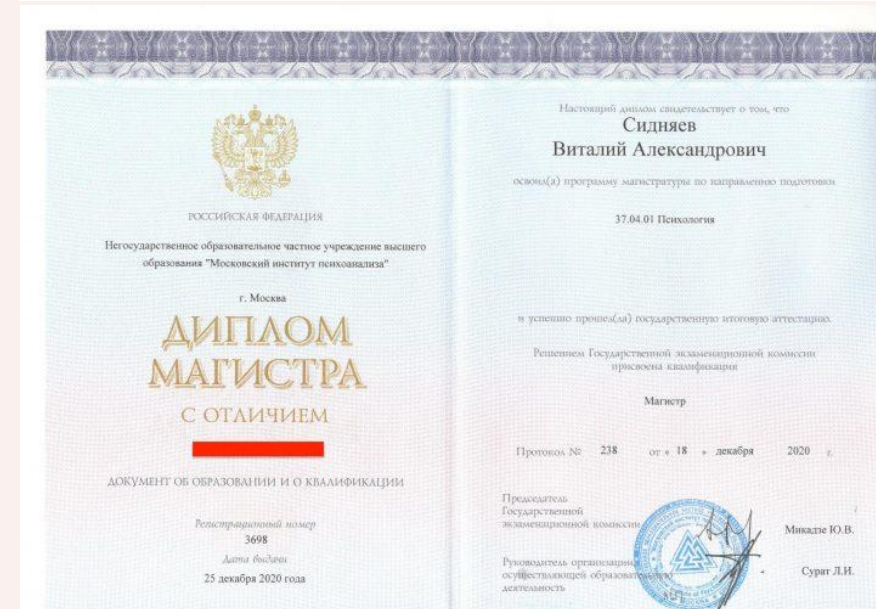 РОССИЙСКАЯ ФЕДЕРАЦИЯ
Негосударственное образовательное частное учреждение высшего
образования "Московский институт психоанализа"
г. Москва
ДИПЛОМ
МАГИСТРА
С ОТЛИЧИЕМ
ДОКУМЕНТ ОБ ОБРАЗОВАНИИ И О КВАЛИФИКАЦИИ
Регистрационный номер
3698
Дата выдачи
25 декабря 2020 года
Настоящий диплом свидетельствует о том, что
Сидняев
Виталий Александрович
освоил(а) программу магистратуры по направлению подготовки
37.04.01 Психология
и успешно прошел(ла) государственную итоговую аттестацию.
Решением Государственной экзаменационной комиссии
присвоена квалификация
Магистр
Протокол № 238 от « 18 » декабря 2020 г.
Председатель
Государственной
экзаменационной комиссии
Микадзе Ю.В.
Руководитель организации,
осуществляющей образовательную
деятельность
Сурат Л.И.